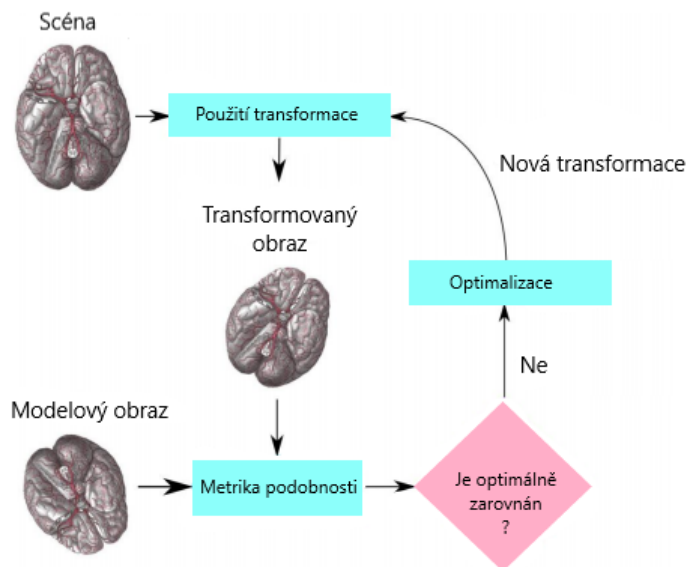 Scéna
Použití transformace
Nová transformace
Transformovaný
obraz
Optimalizace
Ne
Modelový obraz
Metrika podobnosti
Je optimálně
zarovnán
?